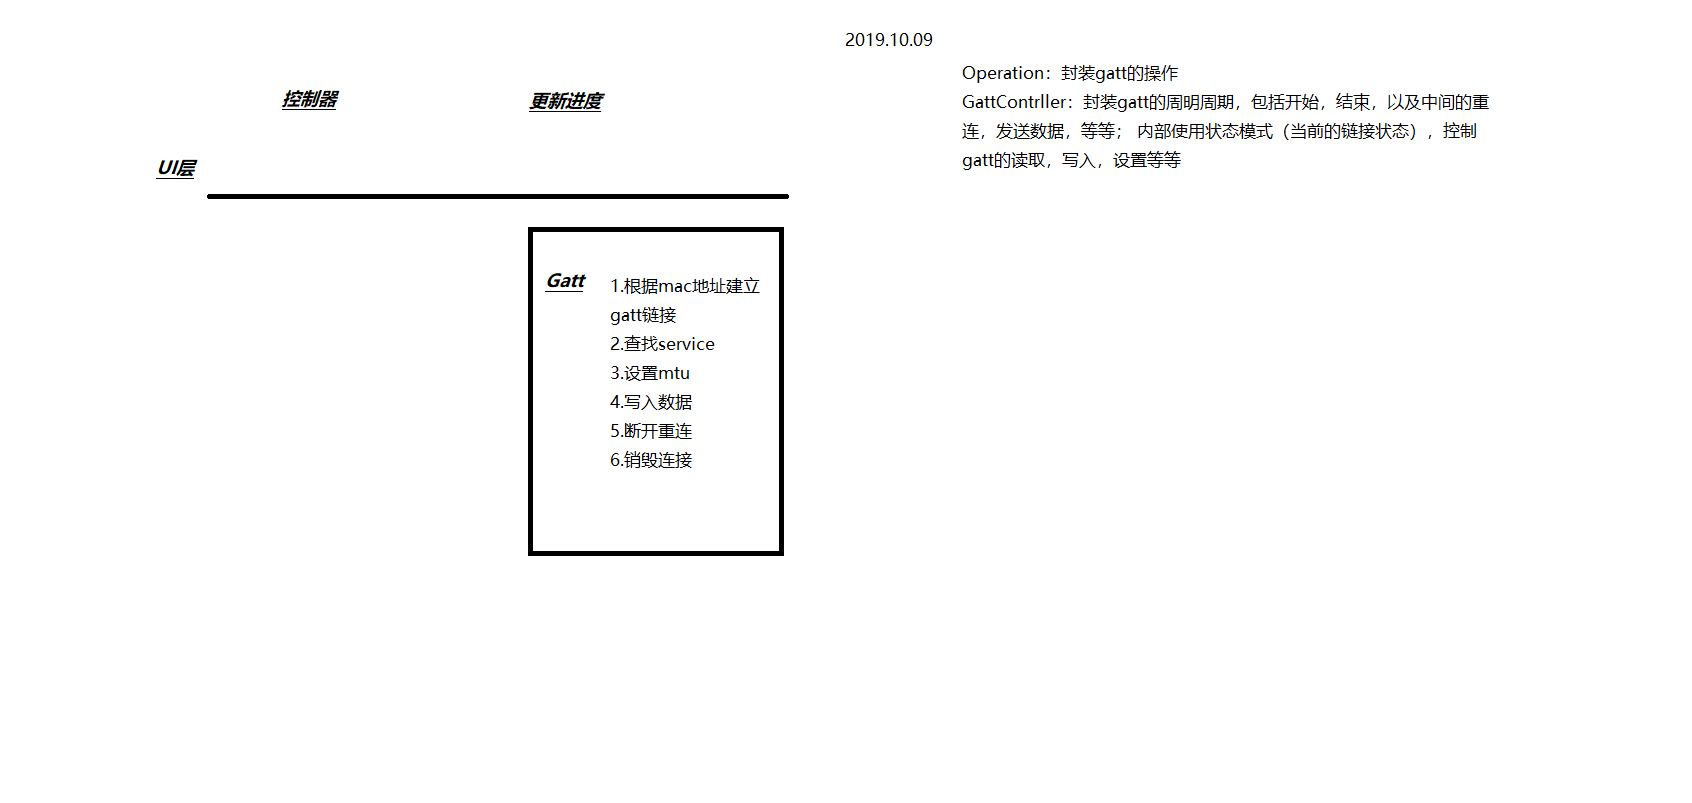 2019.10.09
Operation：封装gatt的操作
GattContrller：封装gatt的周明周期，包括开始，结束，以及中间的重
连，发送数据，等等； 内部使用状态模式（当前的链接状态），控制
gatt的读取，写入，设置等等
控制器
更新进度
UI层
Gatt
1.根据mac地址建立
gatt链接
2.查找service
3.设置mtu
4.写入数据
5.断开重连
6.销毁连接